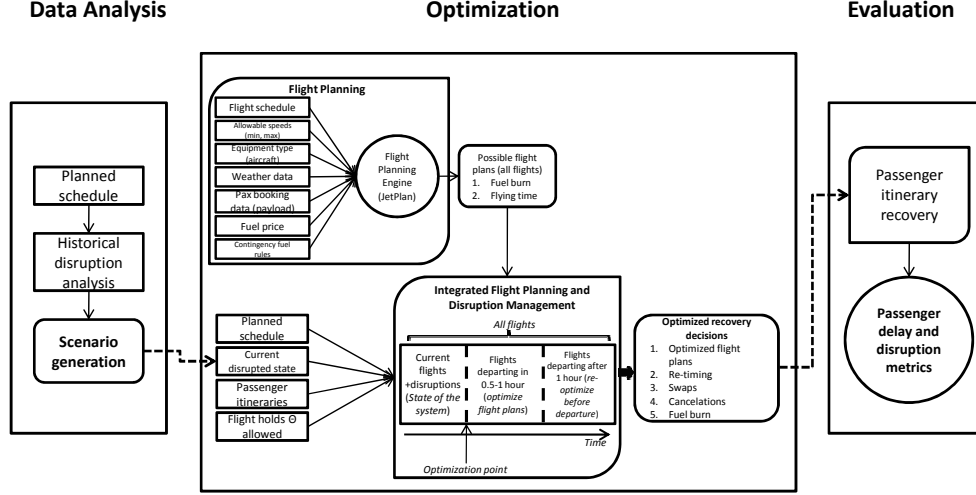 Data Analysis
Optimization
Evaluation
Planned
schedule
Historical
disruption
analysis
Scenario
generation
Flight Planning
Flight schedule
Allowable speeds
(min, max)
Equipment type
(aircraft)
Weather data
Pax booking
data (payload)
Fuel price
Contingency fuel
rules
Flight
Planning
Engine
(JetPlan)
Possible flight
plans (all flights)
1. Fuel burn
2. Flying time
Planned
schedule
Current
disrupted state
Passenger
itineraries
Flight holds Θ
allowed
Integrated Flight Planning and
Disruption Management
All flights
Current
flights
+disruptions
(State of the
system)
Flights
departing in
0.5-1 hour
(optimize
flight plans)
Flights
departing after
1 hour (re-
optimize
before
departure)
Time
Optimization point
Optimized recovery
decisions
1. Optimized flight
plans
2. Re-timing
3. Swaps
4. Cancelations
5. Fuel burn
Passenger
itinerary
recovery
Passenger
delay and
disruption
metrics